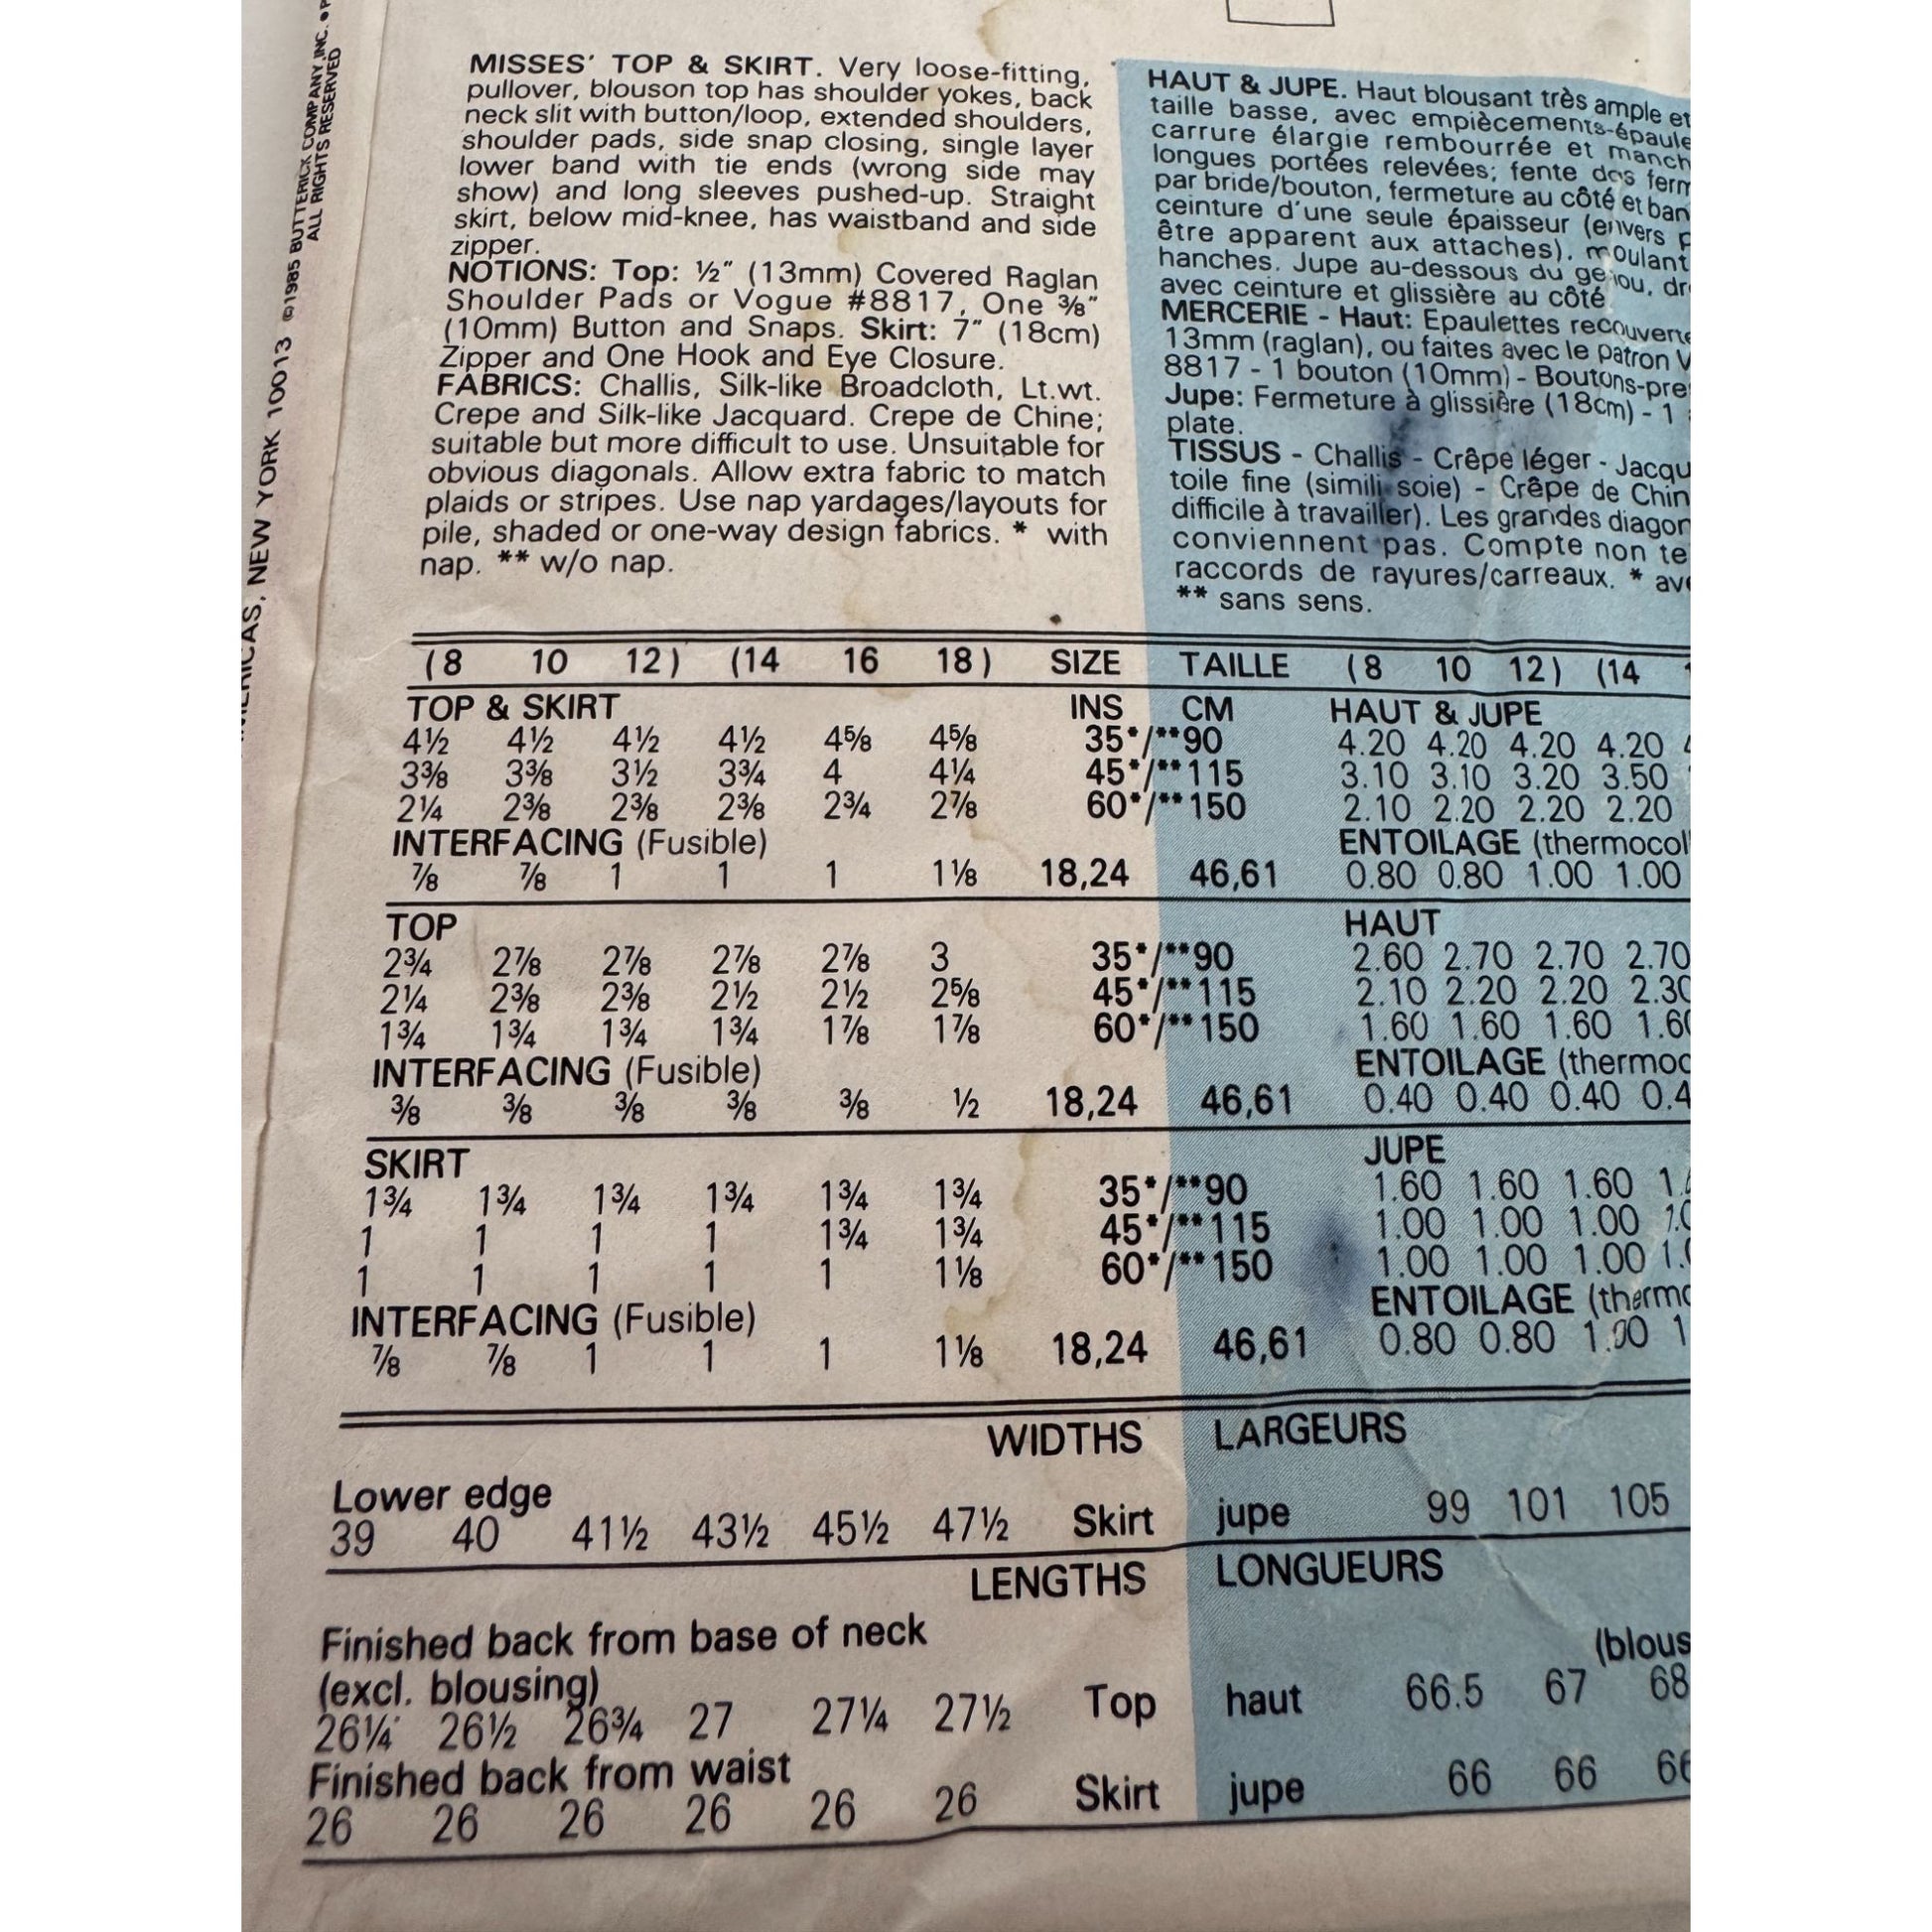 ©1985 BUTTERICK COMPANY, INC.
ALL RIGHTS RESERVED
NEW YORK 10013
MISSES' TOP & SKIRT. Very loose-fitting,
pullover, blouson top has shoulder yokes, back
neck slit with button/loop, extended shoulders,
shoulder pads, side snap closing, single layer
lower band with tie ends (wrong side may
show) and long sleeves pushed-up. Straight
skirt, below mid-knee, has waistband and side
zipper.
NOTIONS: Top: ½" (13mm) Covered Raglan
Shoulder Pads or Vogue #8817, One ⅜"
(10mm) Button and Snaps. Skirt: 7" (18cm)
Zipper and One Hook and Eye Closure.
FABRICS: Challis, Silk-like Broadcloth, Lt.wt.
Crepe and Silk-like Jacquard. Crepe de Chine;
suitable but more difficult to use. Unsuitable for
obvious diagonals. Allow extra fabric to match
plaids or stripes. Use nap yardages/layouts for
pile, shaded or one-way design fabrics. * with
nap. ** w/o nap.
HAUT & JUPE. Haut blousant très ample et
taille basse, avec empiècements-épaule
carrure élargie rembourrée et manch
longues portées relevées; fente dos ferm
par bride/bouton, fermeture au côté et ban
ceinture d'une seule épaisseur (envers p
être apparent aux attaches), moulant
hanches. Jupe au-dessous du genou, dr
avec ceinture et glissière au côté
MERCERIE - Haut: Epaulettes recouverte
13mm (raglan), ou faites avec le patron V
8817 - 1 bouton (10mm) - Boutons-pre
Jupe: Fermeture à glissière (18cm) - 1
plate.
TISSUS - Challis - Crêpe léger - Jacqu
toile fine (simili soie) - Crêpe de Chin
difficile à travailler). Les grandes diagon
conviennent pas. Compte non te
raccords de rayures/carreaux. * ave
** sans sens.
(8 10 12) (14 16 18) SIZE TAILLE (8 10 12) (14
TOP & SKIRT INS CM HAUT & JUPE
4½ 4½ 4½ 4½ 4⅝ 4⅝ 35*/**90 4.20 4.20 4.20 4.20
3⅜ 3⅜ 3½ 3¾ 4 4¼ 45*/**115 3.10 3.10 3.20 3.50
2¼ 2⅜ 2⅜ 2⅜ 2¾ 2⅞ 60*/**150 2.10 2.20 2.20 2.20
INTERFACING (Fusible) ENTOILAGE (thermocoll
⅞ ⅞ 1 1 1 1⅛ 18,24 46,61 0.80 0.80 1.00 1.00
TOP HAUT
2¾ 2⅞ 2⅞ 2⅞ 2⅞ 3 35*/**90 2.60 2.70 2.70 2.70
2¼ 2⅜ 2⅜ 2½ 2½ 2⅝ 45*/**115 2.10 2.20 2.20 2.30
1¾ 1¾ 1¾ 1¾ 1⅞ 1⅞ 60*/**150 1.60 1.60 1.60 1.60
INTERFACING (Fusible) ENTOILAGE (thermoc
⅜ ⅜ ⅜ ⅜ ⅜ ½ 18,24 46,61 0.40 0.40 0.40 0.4
SKIRT JUPE
1¾ 1¾ 1¾ 1¾ 1¾ 1¾ 35*/**90 1.60 1.60 1.60 1.
1 1 1 1 1¾ 1¾ 45*/**115 1.00 1.00 1.00 1.0
1 1 1 1 1 1⅛ 60*/**150 1.00 1.00 1.00 1.0
INTERFACING (Fusible) ENTOILAGE (thermo
⅞ ⅞ 1 1 1 1⅛ 18,24 46,61 0.80 0.80 1.00 1
WIDTHS LARGEURS
Lower edge
39 40 41½ 43½ 45½ 47½ Skirt jupe 99 101 105
LENGTHS LONGUEURS
Finished back from base of neck
(excl. blousing) (blous
26¼ 26½ 26¾ 27 27¼ 27½ Top haut 66.5 67 68
Finished back from waist
26 26 26 26 26 26 Skirt jupe 66 66 66